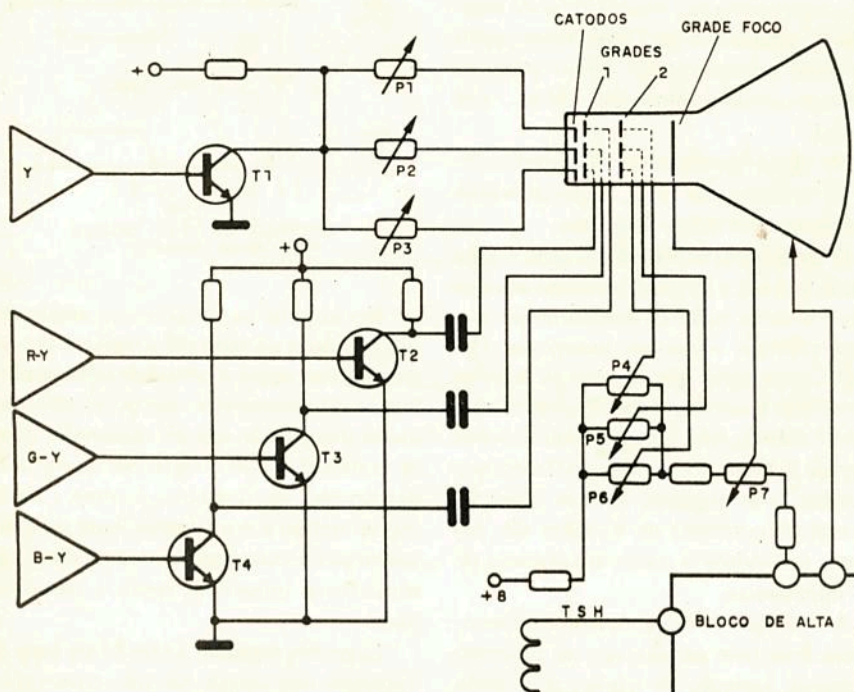 CATODOS
GRADES
1 2
GRADE FOCO
+
P1
P2
P3
Y
T1
+
R-Y
T2
G-Y
T3
B-Y
T4
P4
P5
P6
P7
+B
TSH
BLOCO DE ALTA